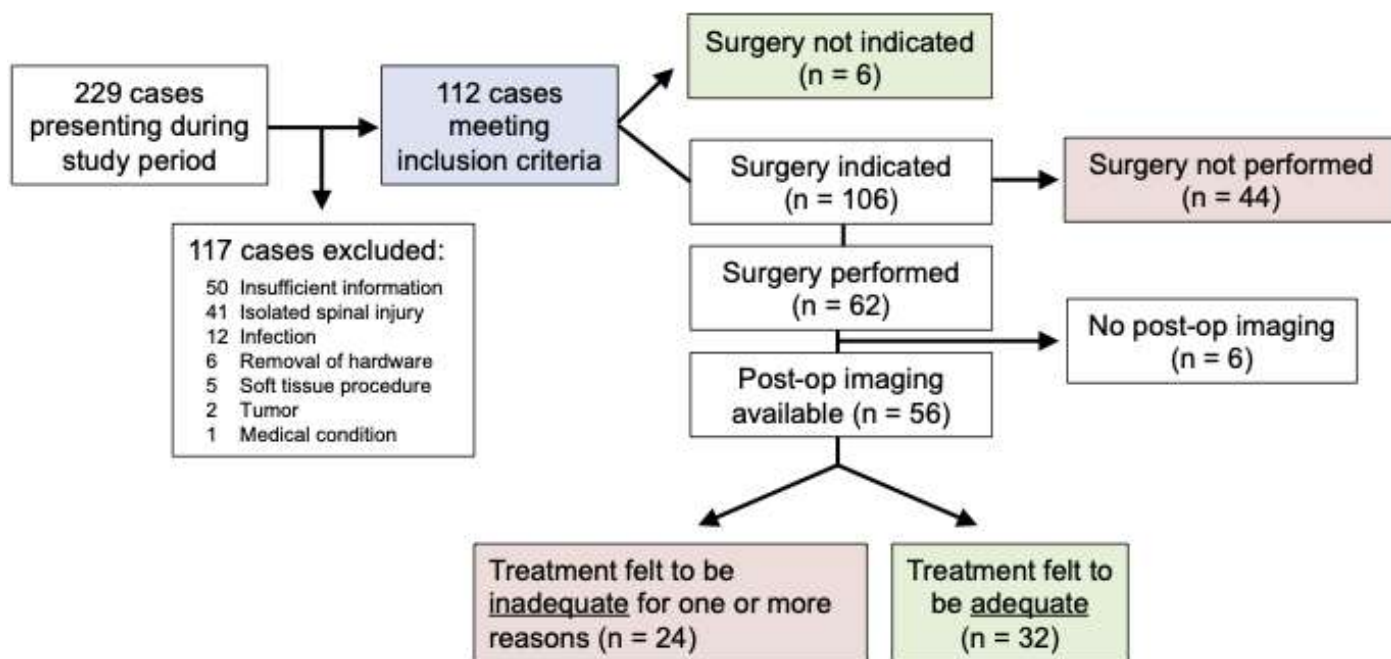 229 cases
presenting during
study period
112 cases
meeting
inclusion criteria
Surgery not indicated
(n = 6)
Surgery indicated
(n = 106)
Surgery not performed
(n = 44)
117 cases excluded:
50 Insufficient information
41 Isolated spinal injury
12 Infection
6 Removal of hardware
5 Soft tissue procedure
2 Tumor
1 Medical condition
Surgery performed
(n = 62)
No post-op imaging
(n = 6)
Post-op imaging
available (n = 56)
Treatment felt to be
inadequate for one or more
reasons (n = 24)
Treatment felt to
be adequate
(n = 32)